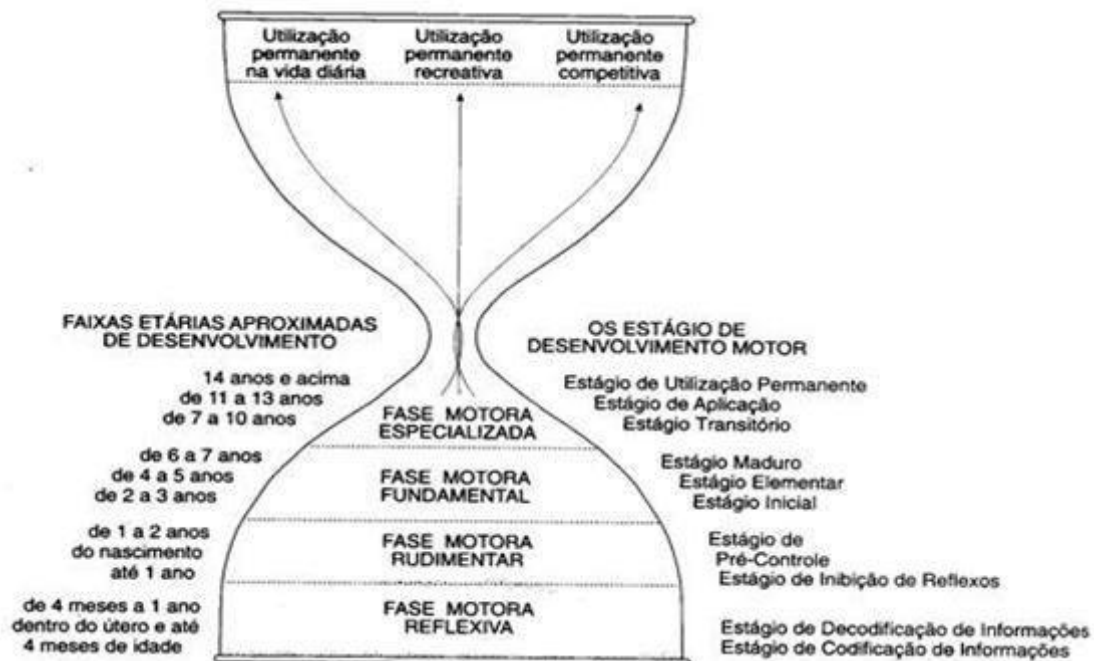 Utilização
permanente
na vida diária
Utilização
permanente
recreativa
Utilização
permanente
competitiva
FAIXAS ETÁRIAS APROXIMADAS
DE DESENVOLVIMENTO
OS ESTÁGIO DE
DESENVOLVIMENTO MOTOR
14 anos e acima
de 11 a 13 anos
de 7 a 10 anos
FASE MOTORA
ESPECIALIZADA
Estágio de Utilização Permanente
Estágio de Aplicação
Estágio Transitório
de 6 a 7 anos
de 4 a 5 anos
de 2 a 3 anos
FASE MOTORA
FUNDAMENTAL
Estágio Maduro
Estágio Elementar
Estágio Inicial
de 1 a 2 anos
do nascimento
até 1 ano
FASE MOTORA
RUDIMENTAR
Estágio de
Pré-Controle
Estágio de Inibição de Reflexos
de 4 meses a 1 ano
dentro do útero e até
4 meses de idade
FASE MOTORA
REFLEXIVA
Estágio de Decodificação de Informações
Estágio de Codificação de Informações